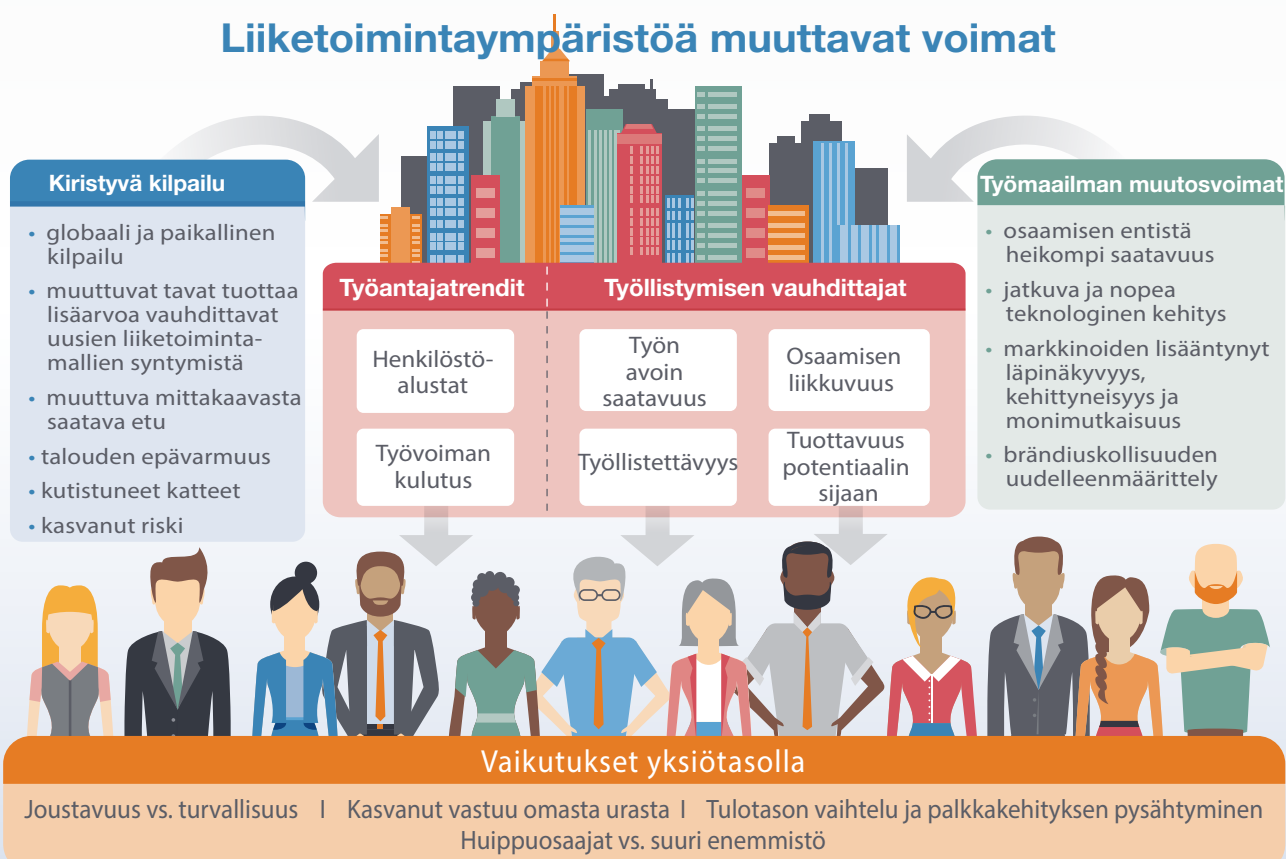 Liiketoimintaympäristöä muuttavat voimat
Kiristyvä kilpailu
• globaali ja paikallinen
kilpailu
• muuttuvat tavat tuottaa
lisäarvoa vauhdittavat
uusien liiketoiminta-
mallien syntymistä
• muuttuva mittakaavasta
saatava etu
• talouden epävarmuus
• kutistuneet katteet
• kasvanut riski
Työantajatrendit
Henkilöstö-
alustat
Työvoiman
kulutus
Työllistymisen vauhdittajat
Työn
avoin
saatavuus
Osaamisen
liikkuvuus
Työllistettävyys
Tuottavuus
potentiaalin
sijaan
Työmaailman muutosvoimat
• osaamisen entistä
heikompi saatavuus
• jatkuva ja nopea
teknologinen kehitys
• markkinoiden lisääntynyt
läpinäkyvyys,
kehittyneisyys ja
monimutkaisuus
• brändiuskollisuuden
uudelleenmäärittely
Vaikutukset yksiötasolla
Joustavuus vs. turvallisuus I Kasvanut vastuu omasta urasta I Tulotason vaihtelu ja palkkakehityksen pysähtyminen
Huippuosaajat vs. suuri enemmistö